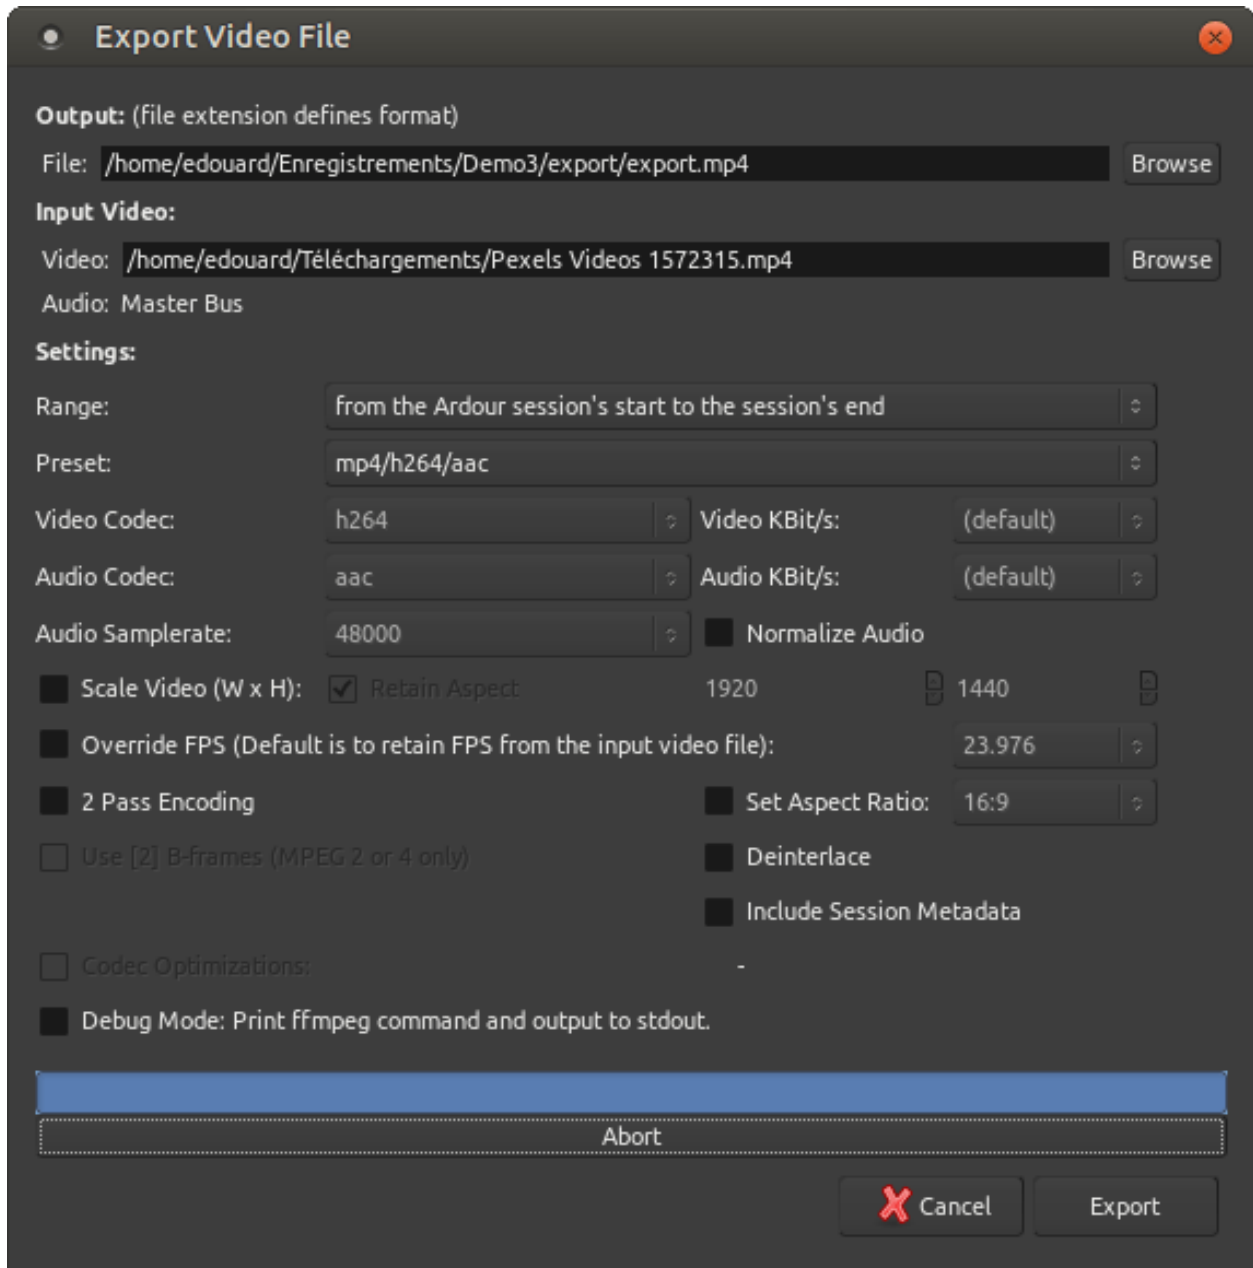 Export Video File
Output: (file extension defines format)
File: /home/edouard/Enregistrements/Demo3/export/export.mp4 Browse
Input Video:
Video: /home/edouard/Téléchargements/Pexels Videos 1572315.mp4 Browse
Audio: Master Bus
Settings:
Range: from the Ardour session's start to the session's end
Preset: mp4/h264/aac
Video Codec: h264 Video KBit/s: (default)
Audio Codec: aac Audio KBit/s: (default)
Audio Samplerate: 48000 Normalize Audio
Scale Video (W x H): Retain Aspect 1920 1440
Override FPS (Default is to retain FPS from the input video file): 23.976
2 Pass Encoding Set Aspect Ratio: 16:9
Use [2] B-frames (MPEG 2 or 4 only) Deinterlace
Include Session Metadata
Codec Optimizations: -
Debug Mode: Print ffmpeg command and output to stdout.
Abort
Cancel Export